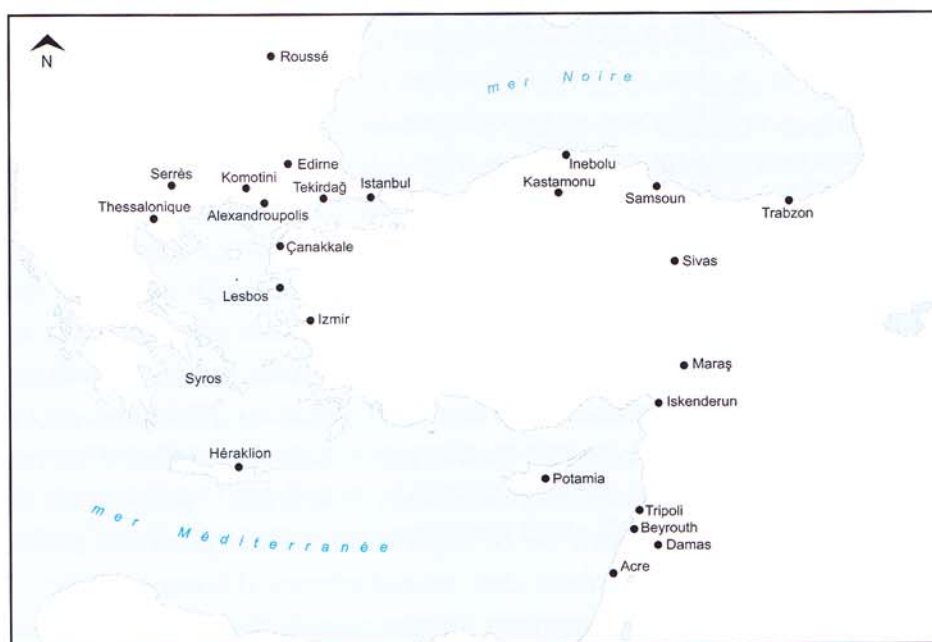 N
Roussé
mer Noire
Edirne
Inebolu
Serrès
Komotini
Tekirdağ
Istanbul
Kastamonu
Samsoun
Thessalonique
Alexandroupolis
Trabzon
Çanakkale
Sivas
Lesbos
Izmir
Maraş
Syros
Iskenderun
Héraklion
Potamia
mer Méditerranée
Tripoli
Beyrouth
Damas
Acre